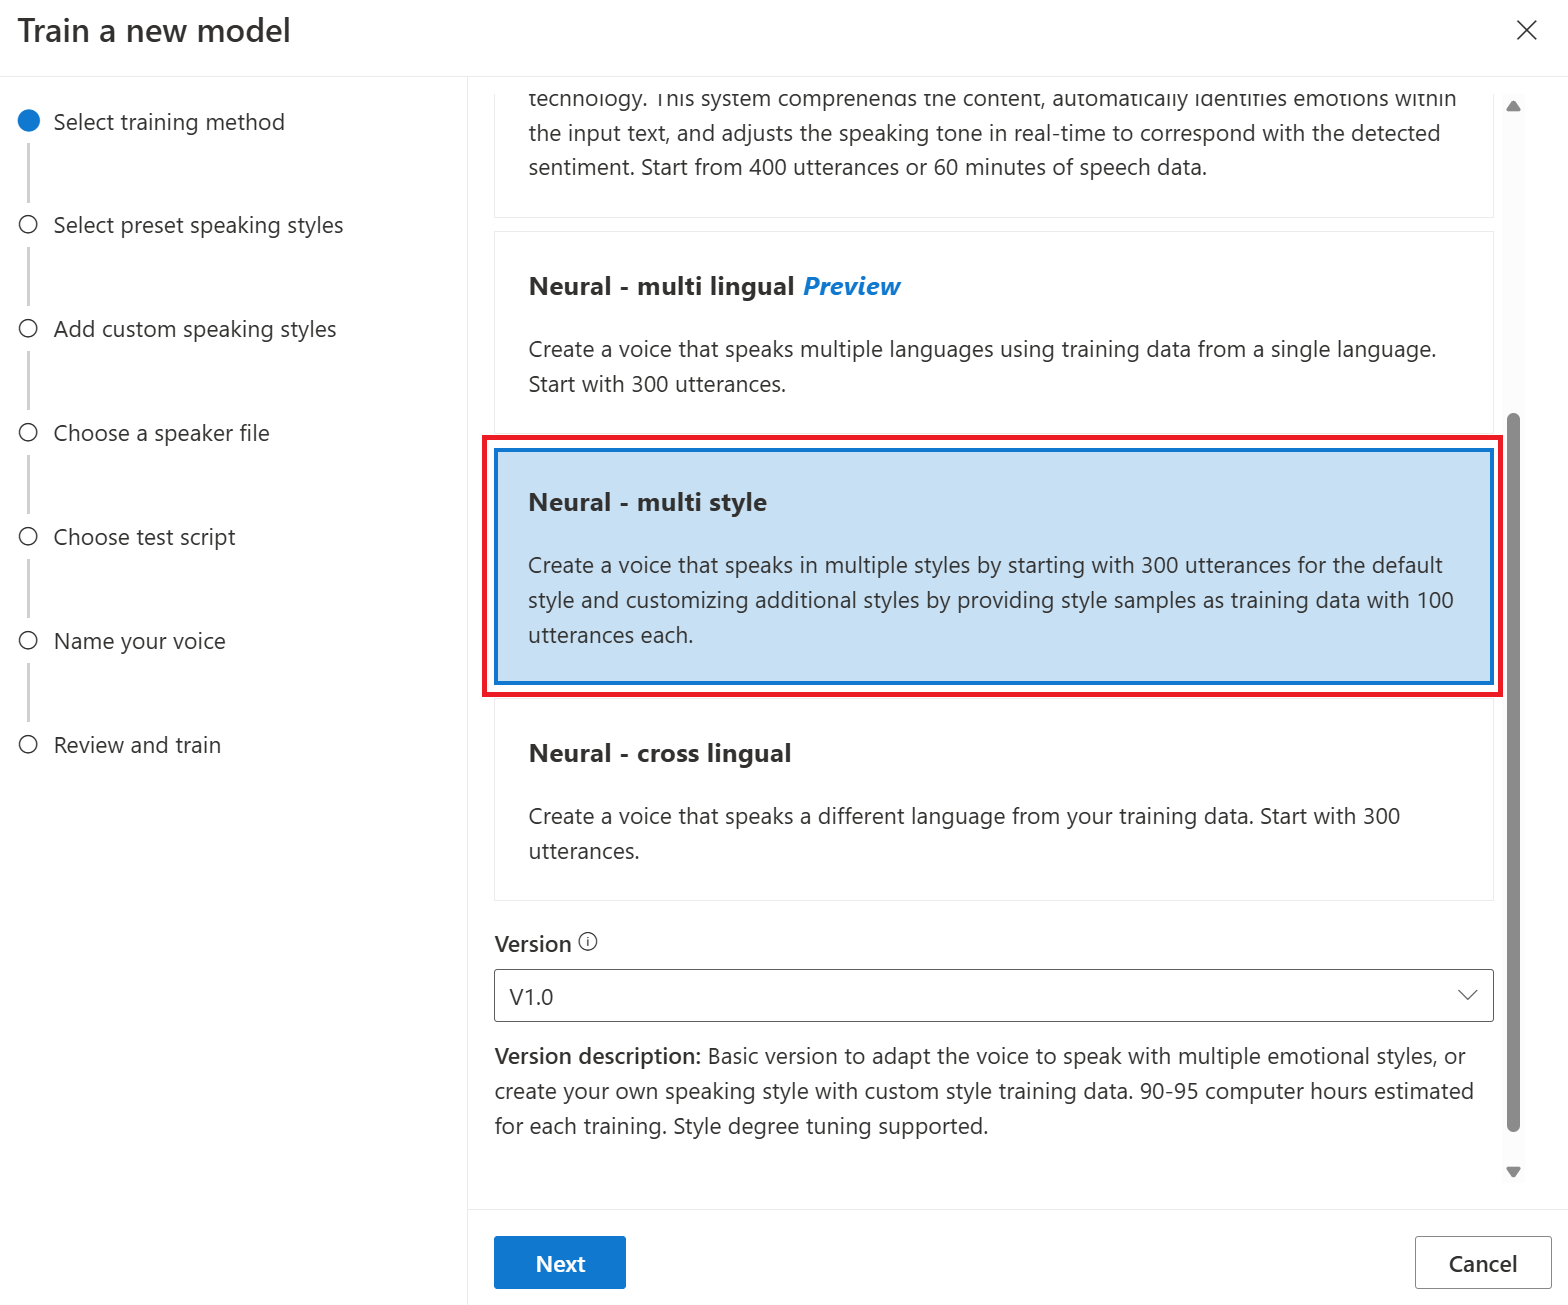 Train a new model
Select training method
Select preset speaking styles
Add custom speaking styles
Choose a speaker file
Choose test script
Name your voice
Review and train
technology. This system comprehends the content, automatically identifies emotions within
the input text, and adjusts the speaking tone in real-time to correspond with the detected
sentiment. Start from 400 utterances or 60 minutes of speech data.
Neural - multi lingual Preview
Create a voice that speaks multiple languages using training data from a single language.
Start with 300 utterances.
Neural - multi style
Create a voice that speaks in multiple styles by starting with 300 utterances for the default
style and customizing additional styles by providing style samples as training data with 100
utterances each.
Neural - cross lingual
Create a voice that speaks a different language from your training data. Start with 300
utterances.
Version
V1.0
Version description: Basic version to adapt the voice to speak with multiple emotional styles, or
create your own speaking style with custom style training data. 90-95 computer hours estimated
for each training. Style degree tuning supported.
Next
Cancel